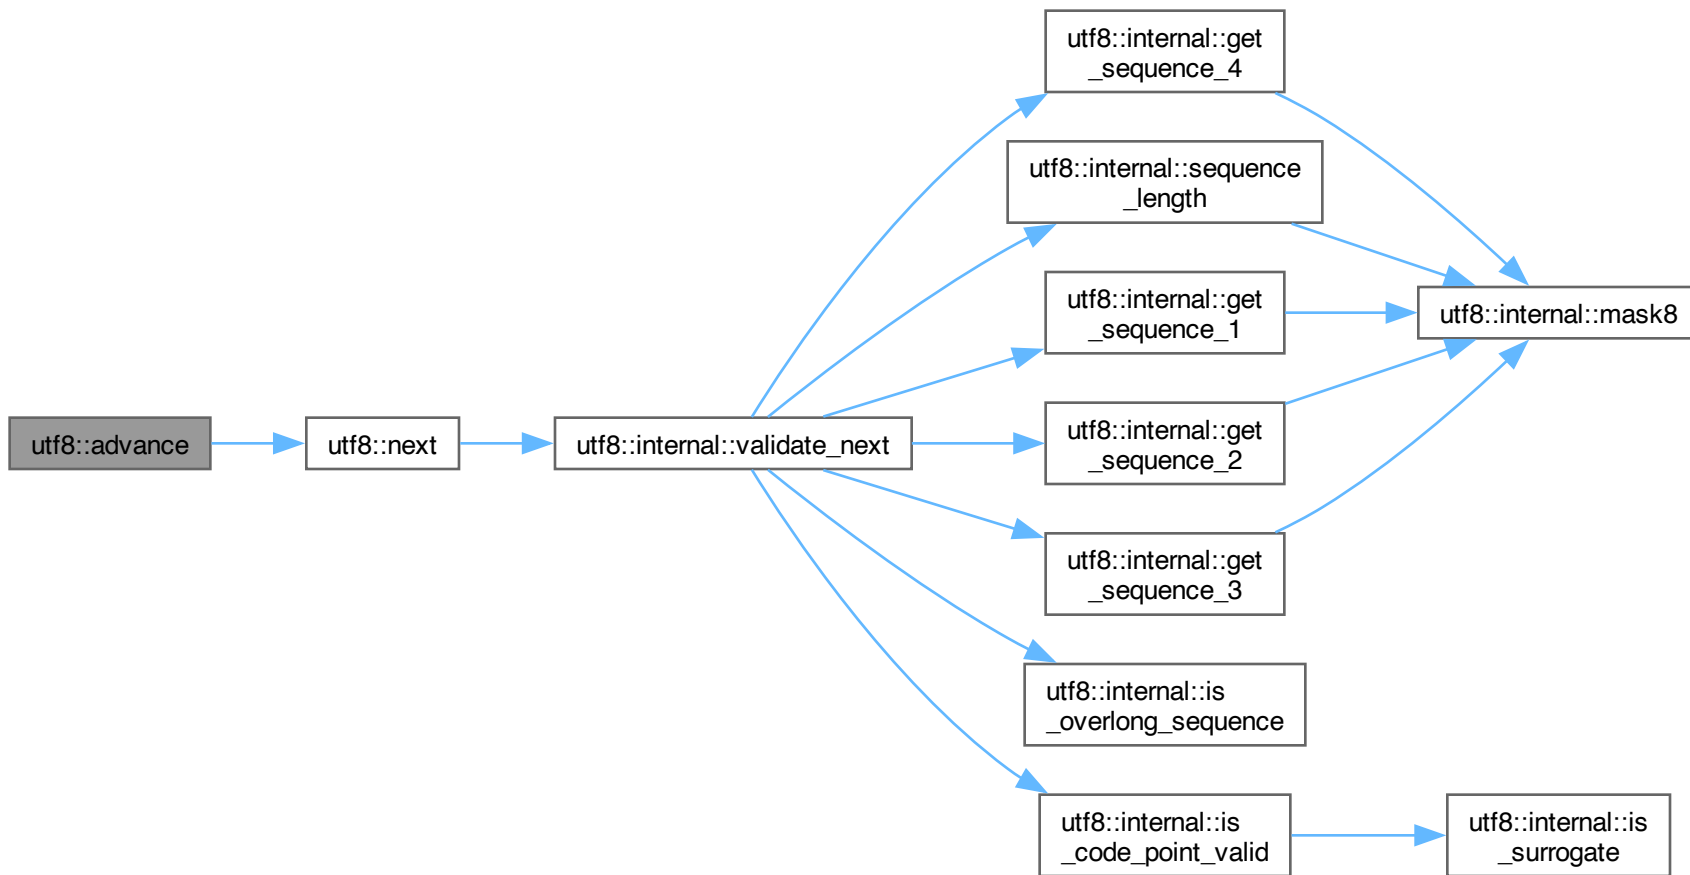 utf8::advance
utf8::next
utf8::internal::validate_next
utf8::internal::get
_sequence_4
utf8::internal::sequence
_length
utf8::internal::get
_sequence_1
utf8::internal::get
_sequence_2
utf8::internal::get
_sequence_3
utf8::internal::is
_overlong_sequence
utf8::internal::is
_code_point_valid
utf8::internal::mask8
utf8::internal::is
_surrogate